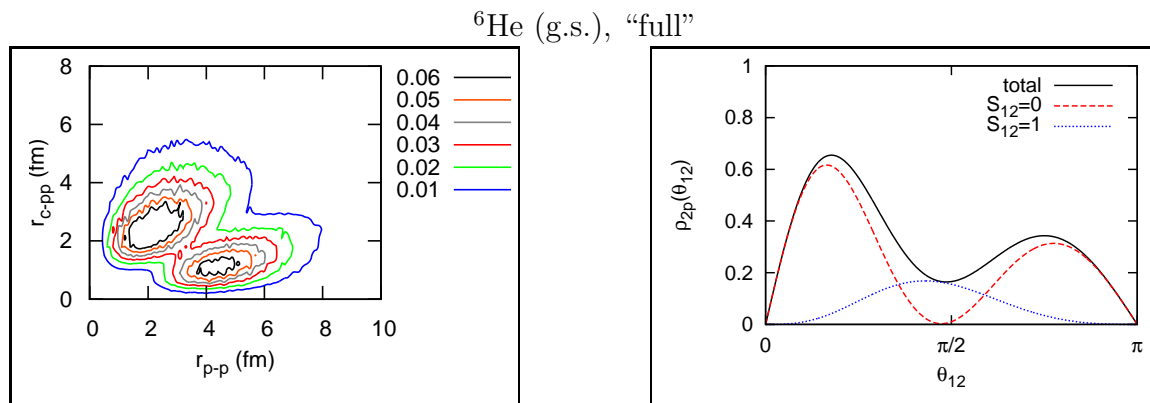 ⁶He (g.s.), “full”
8
6
4
2
0
r_c-pp (fm)
0 2 4 6 8 10
r_p-p (fm)
0.06
0.05
0.04
0.03
0.02
0.01
1
0.8
0.6
0.4
0.2
0
ρ_2p(θ_12)
total
S_12=0
S_12=1
0 π/2 π
θ_12